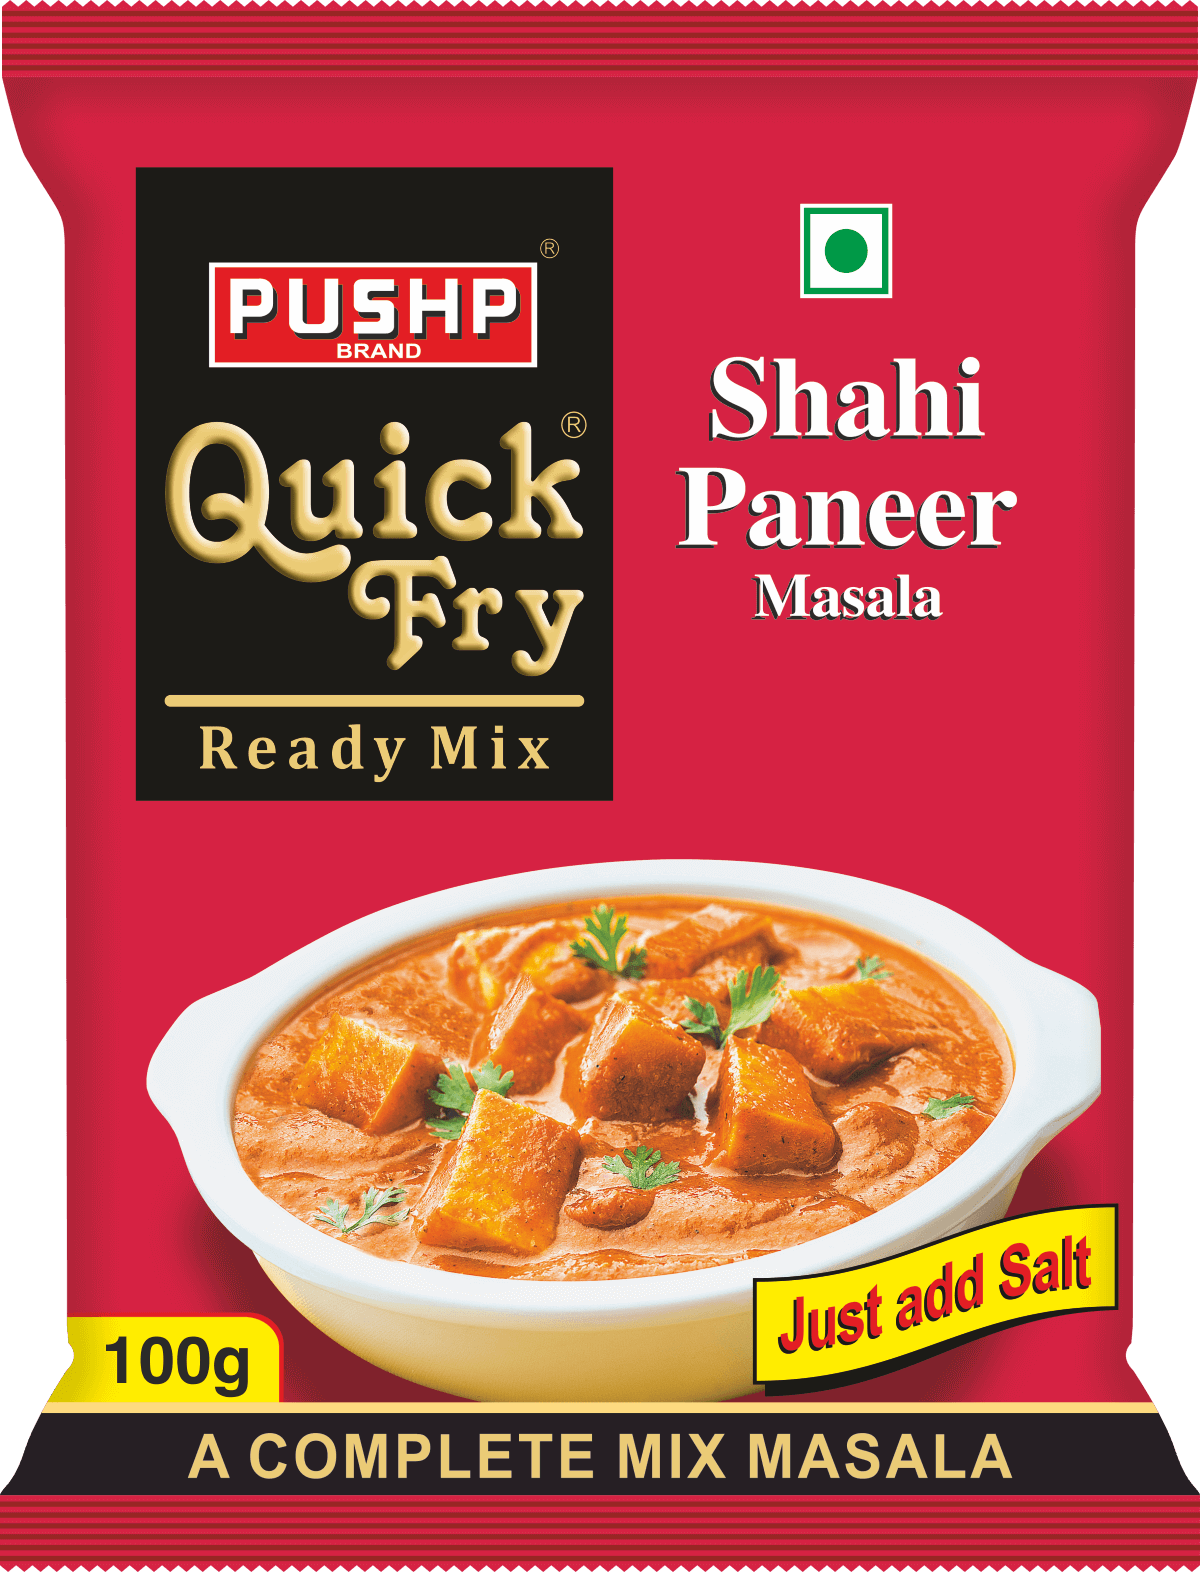 PUSHP ®
BRAND
Quick ®
Fry
Ready Mix
Shahi
Paneer
Masala
Just add Salt
100g
A COMPLETE MIX MASALA